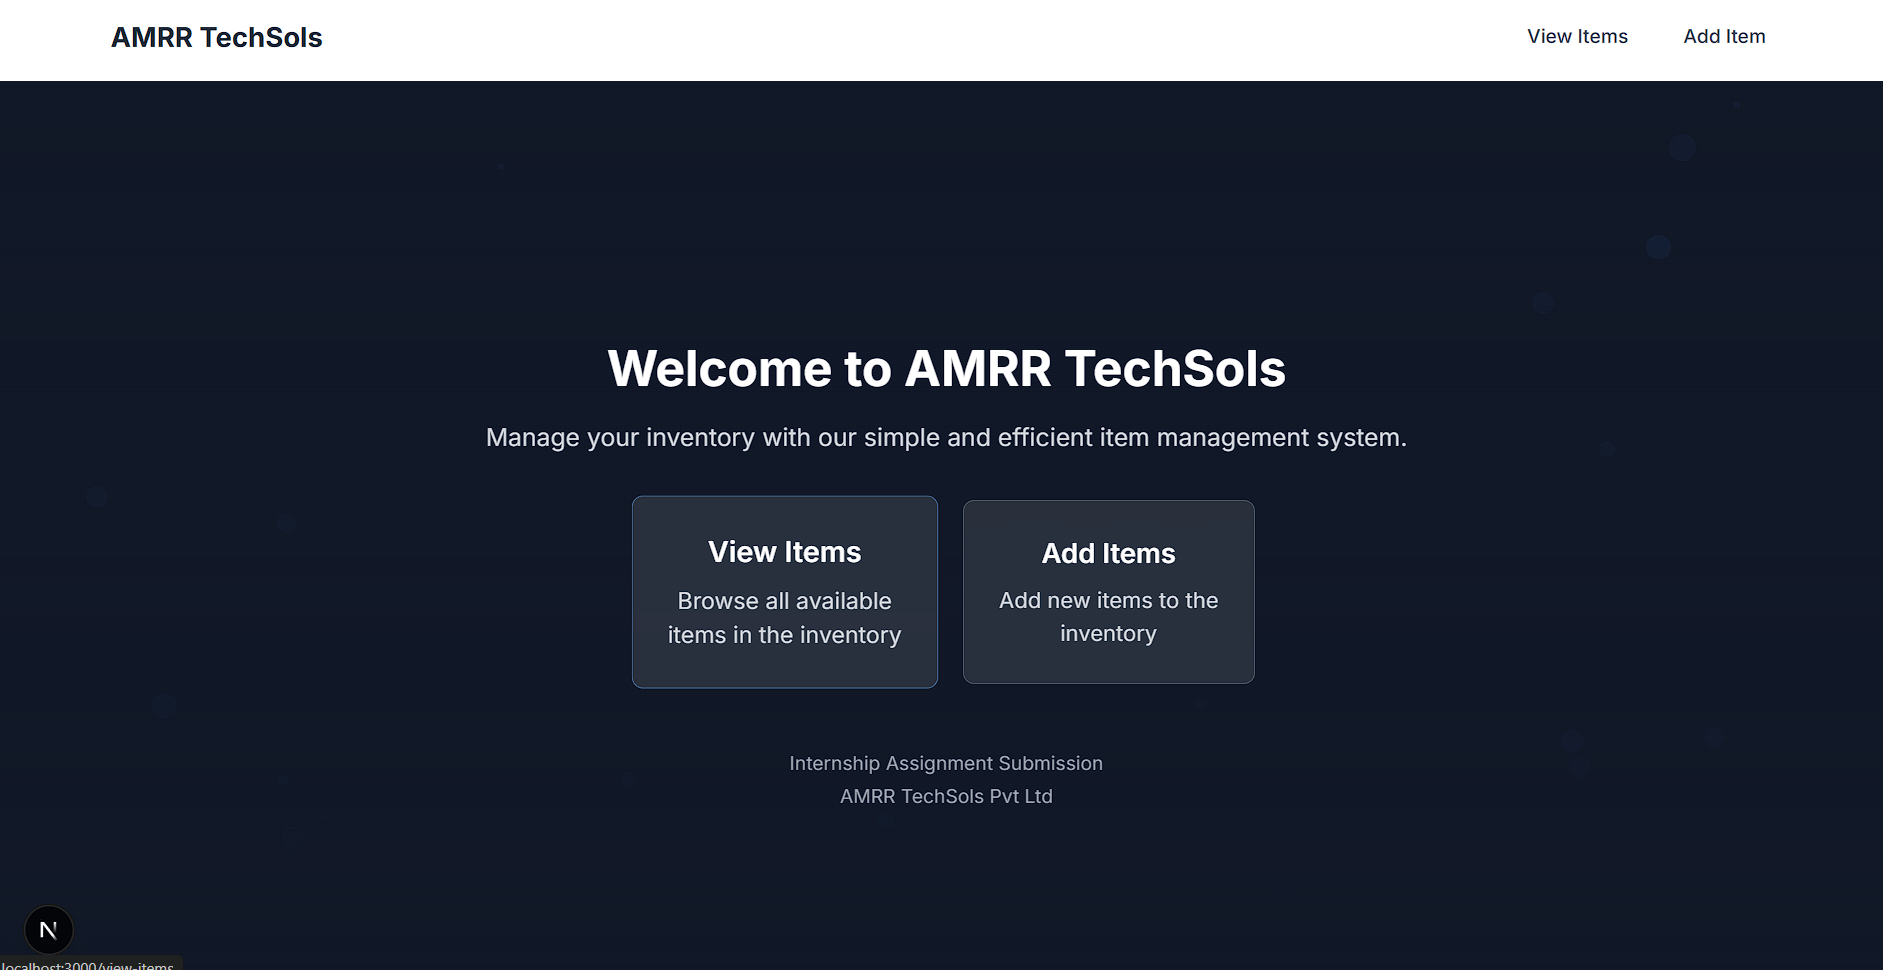 AMRR TechSols
View Items
Add Item
Welcome to AMRR TechSols
Manage your inventory with our simple and efficient item management system.
View Items
Browse all available
items in the inventory
Add Items
Add new items to the
inventory
Internship Assignment Submission
AMRR TechSols Pvt Ltd
N
localhost:3000/view-items